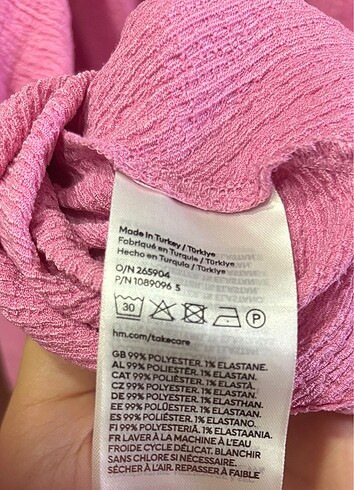 Made in Turkey / Türkiye
Fabriqué en Turquie / Türkiye
Hecho en Turquía / Türkiye
O/N 265904
P/N 1089096 5
30
P
hm.com/takecare
GB 99% POLYESTER. 1% ELASTANE.
AL 99% POLIESTËR. 1% ELASTAN.
CAT 99% POLIÈSTER. 1% ELASTÀ.
CZ 99% POLYESTER. 1% ELASTAN.
DE 99% POLYESTER. 1% ELASTHAN.
EE 99% POLÜESTER. 1% ELASTAAN.
ES 99% POLIÉSTER. 1% ELASTANO.
FI 99% POLYESTERIÄ. 1% ELASTAANIA.
FR LAVER À LA MACHINE À L'EAU
FROIDE CYCLE DÉLICAT. BLANCHIR
SANS CHLORE SI NÉCESSAIRE.
SÉCHER À L'AIR. REPASSER À FAIBLE